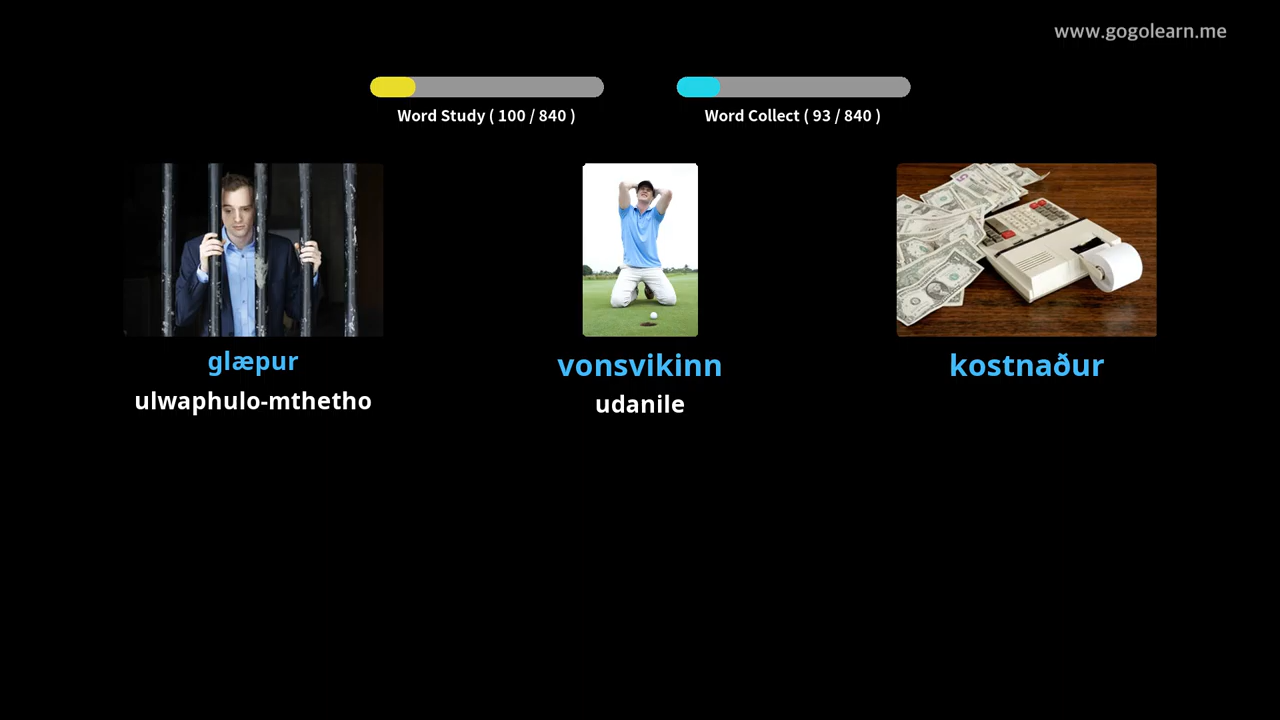 www.gogolearn.me
Word Study ( 100 / 840 )
Word Collect ( 93 / 840 )
glæpur
ulwaphulo-mthetho
vonsvikinn
udanile
kostnaður